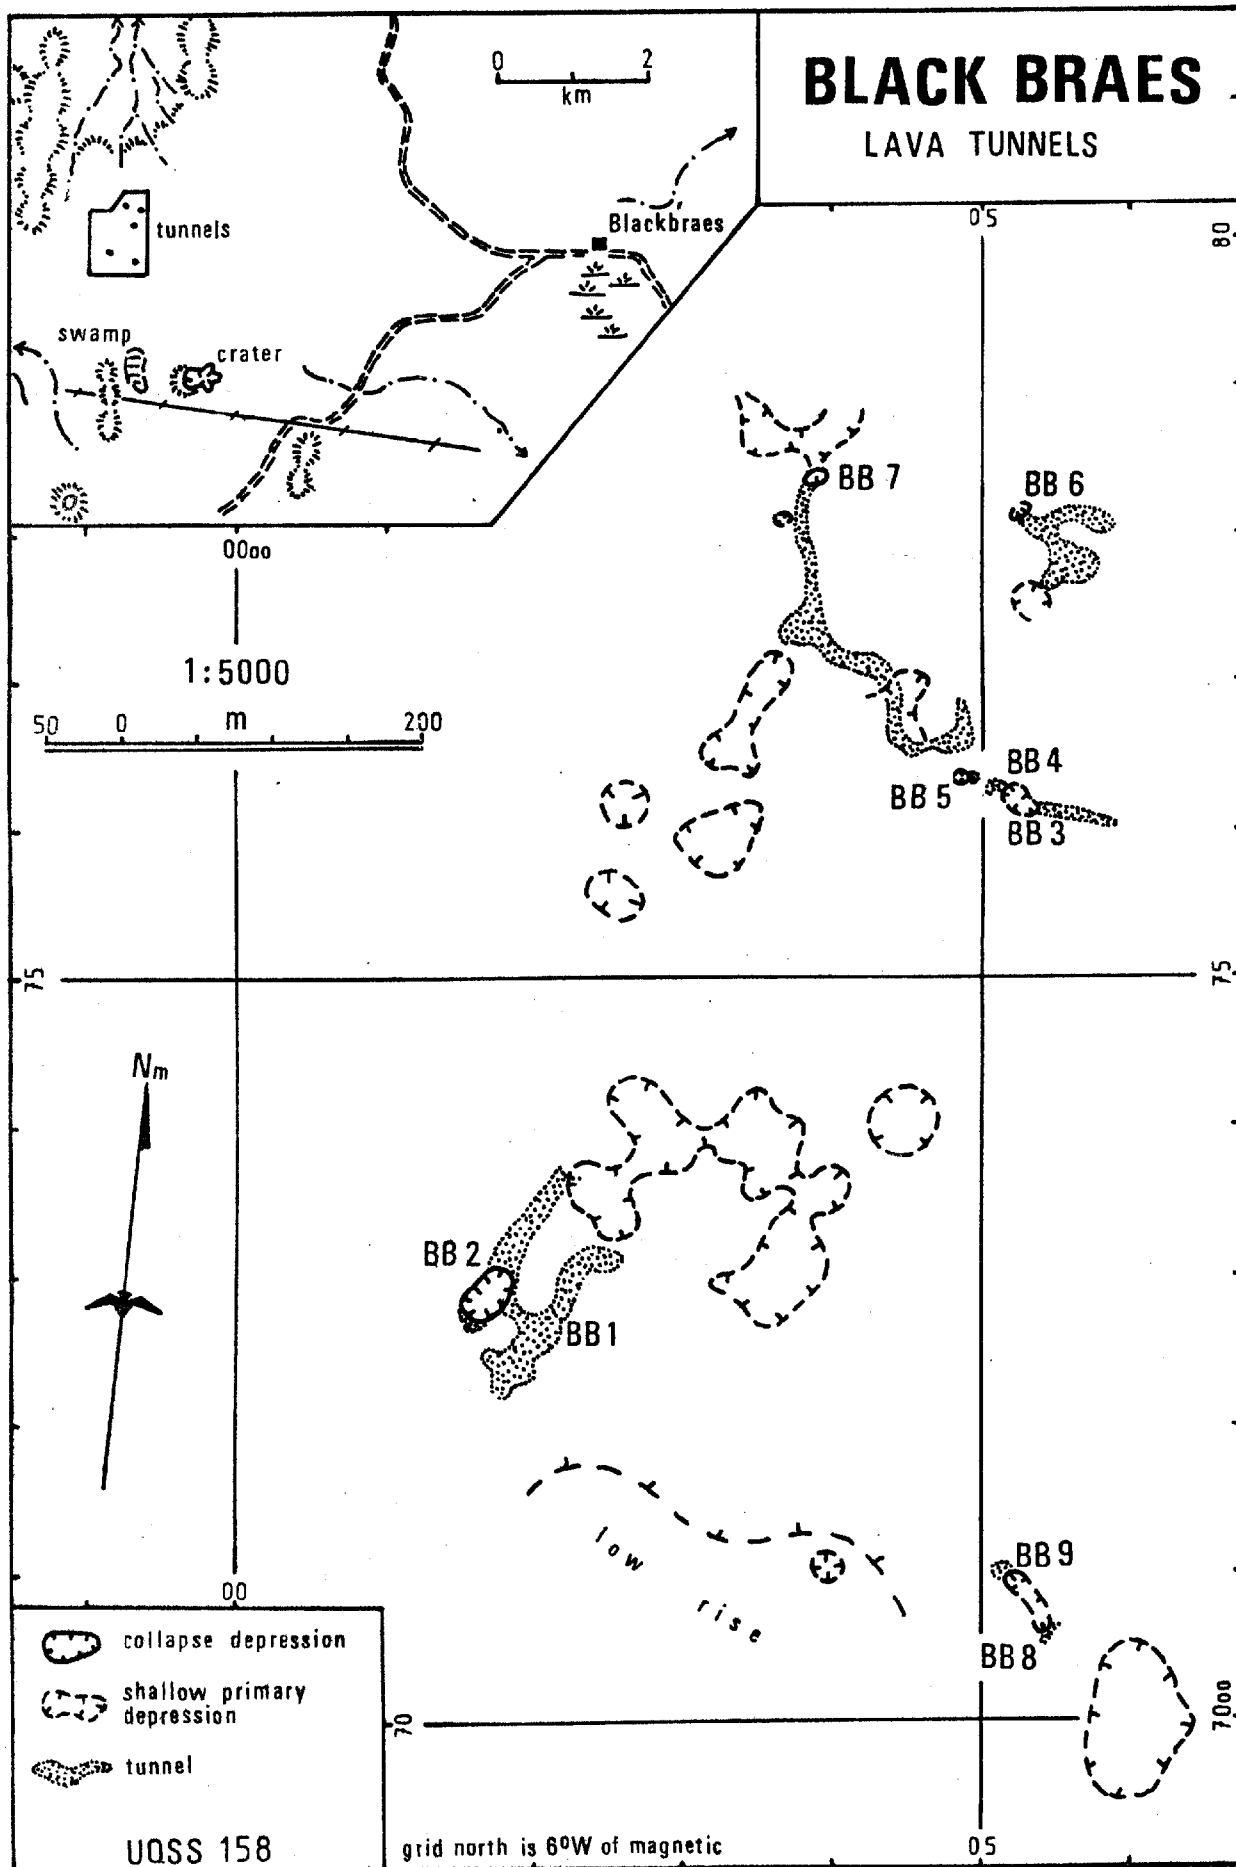 BLACK BRAES
LAVA TUNNELS
0 2
km
Blackbraes
tunnels
swamp
crater
05
80
0000
1:5000
50 0 m 200
BB 7
BB 6
BB 4
BB 5
BB 3
75
75
Nm
BB 2
BB 1
low rise
BB 9
BB 8
00
70
7000
collapse depression
shallow primary
depression
tunnel
UQSS 158
grid north is 6°W of magnetic
05